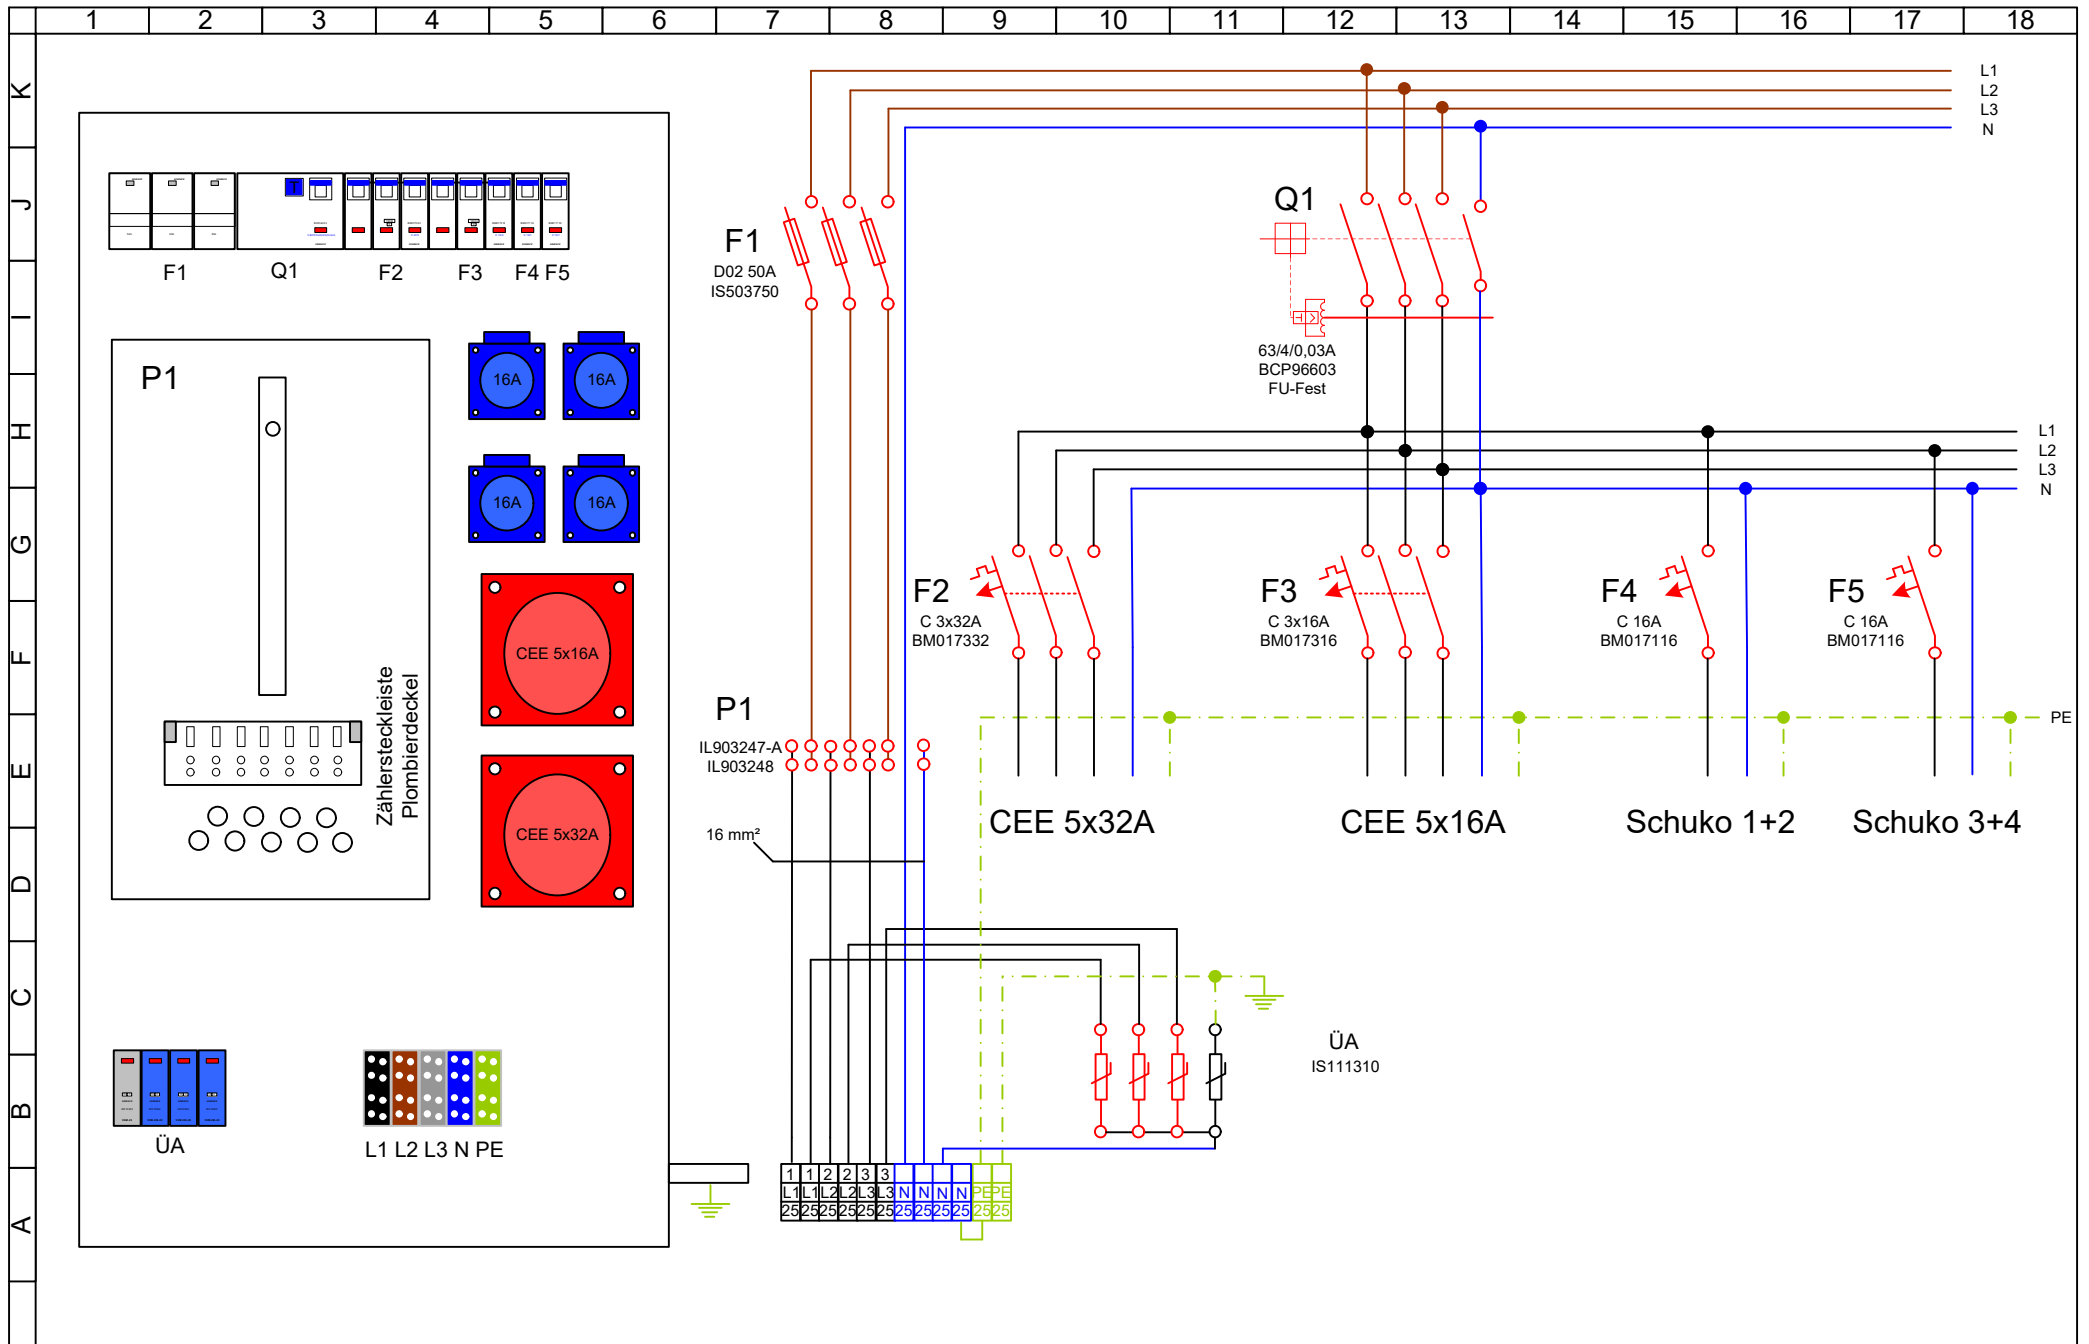 1 2 3 4 5 6 7 8 9 10 11 12 13 14 15 16 17 18
K
J
I
H
G
F
E
D
C
B
A
T
F1 Q1 F2 F3 F4 F5
P1
16A 16A
16A 16A
CEE 5x16A
CEE 5x32A
Zählersteckleiste
Plombierdeckel
ÜA
L1 L2 L3 N PE
L1
L2
L3
N
F1
D02 50A
IS503750
Q1
63/4/0,03A
BCP96603
FU-Fest
L1
L2
L3
N
F2
C 3x32A
BM017332
F3
C 3x16A
BM017316
F4
C 16A
BM017116
F5
C 16A
BM017116
PE
P1
IL903247-A
IL903248
16 mm²
CEE 5x32A CEE 5x16A Schuko 1+2 Schuko 3+4
ÜA
IS111310
1 1 2 2 3 3
L1 L1 L2 L2 L3 L3 N N N N PE PE
25 25 25 25 25 25 25 25 25 25 25 25